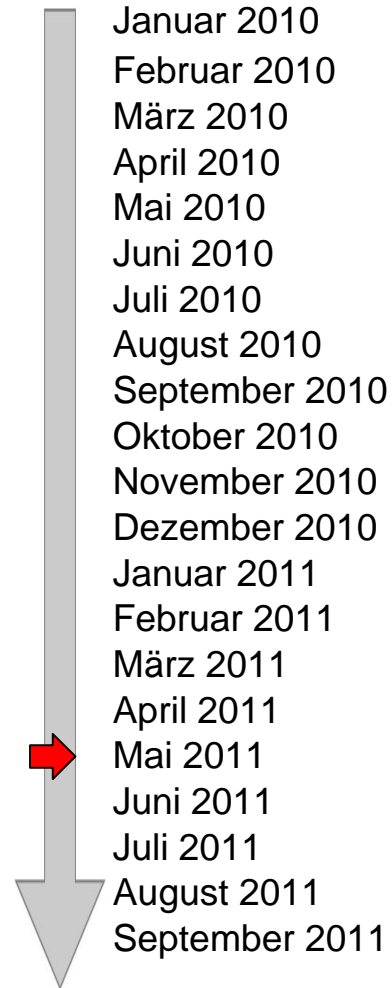 Januar 2010
Februar 2010
März 2010
April 2010
Mai 2010
Juni 2010
Juli 2010
August 2010
September 2010
Oktober 2010
November 2010
Dezember 2010
Januar 2011
Februar 2011
März 2011
April 2011
Mai 2011
Juni 2011
Juli 2011
August 2011
September 2011